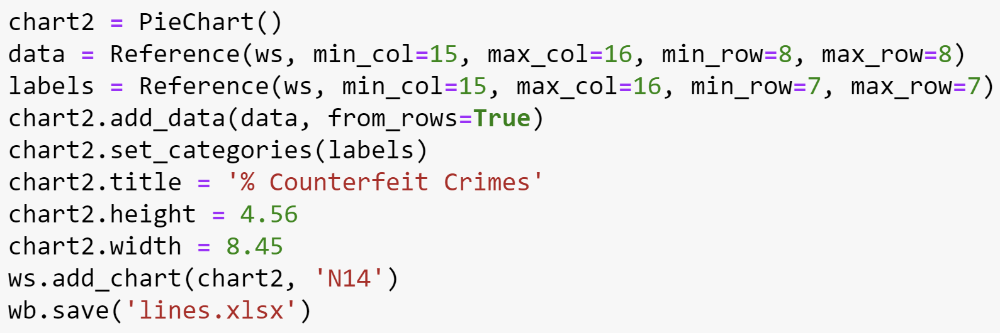 chart2 = PieChart()
data = Reference(ws, min_col=15, max_col=16, min_row=8, max_row=8)
labels = Reference(ws, min_col=15, max_col=16, min_row=7, max_row=7)
chart2.add_data(data, from_rows=True)
chart2.set_categories(labels)
chart2.title = '% Counterfeit Crimes'
chart2.height = 4.56
chart2.width = 8.45
ws.add_chart(chart2, 'N14')
wb.save('lines.xlsx')